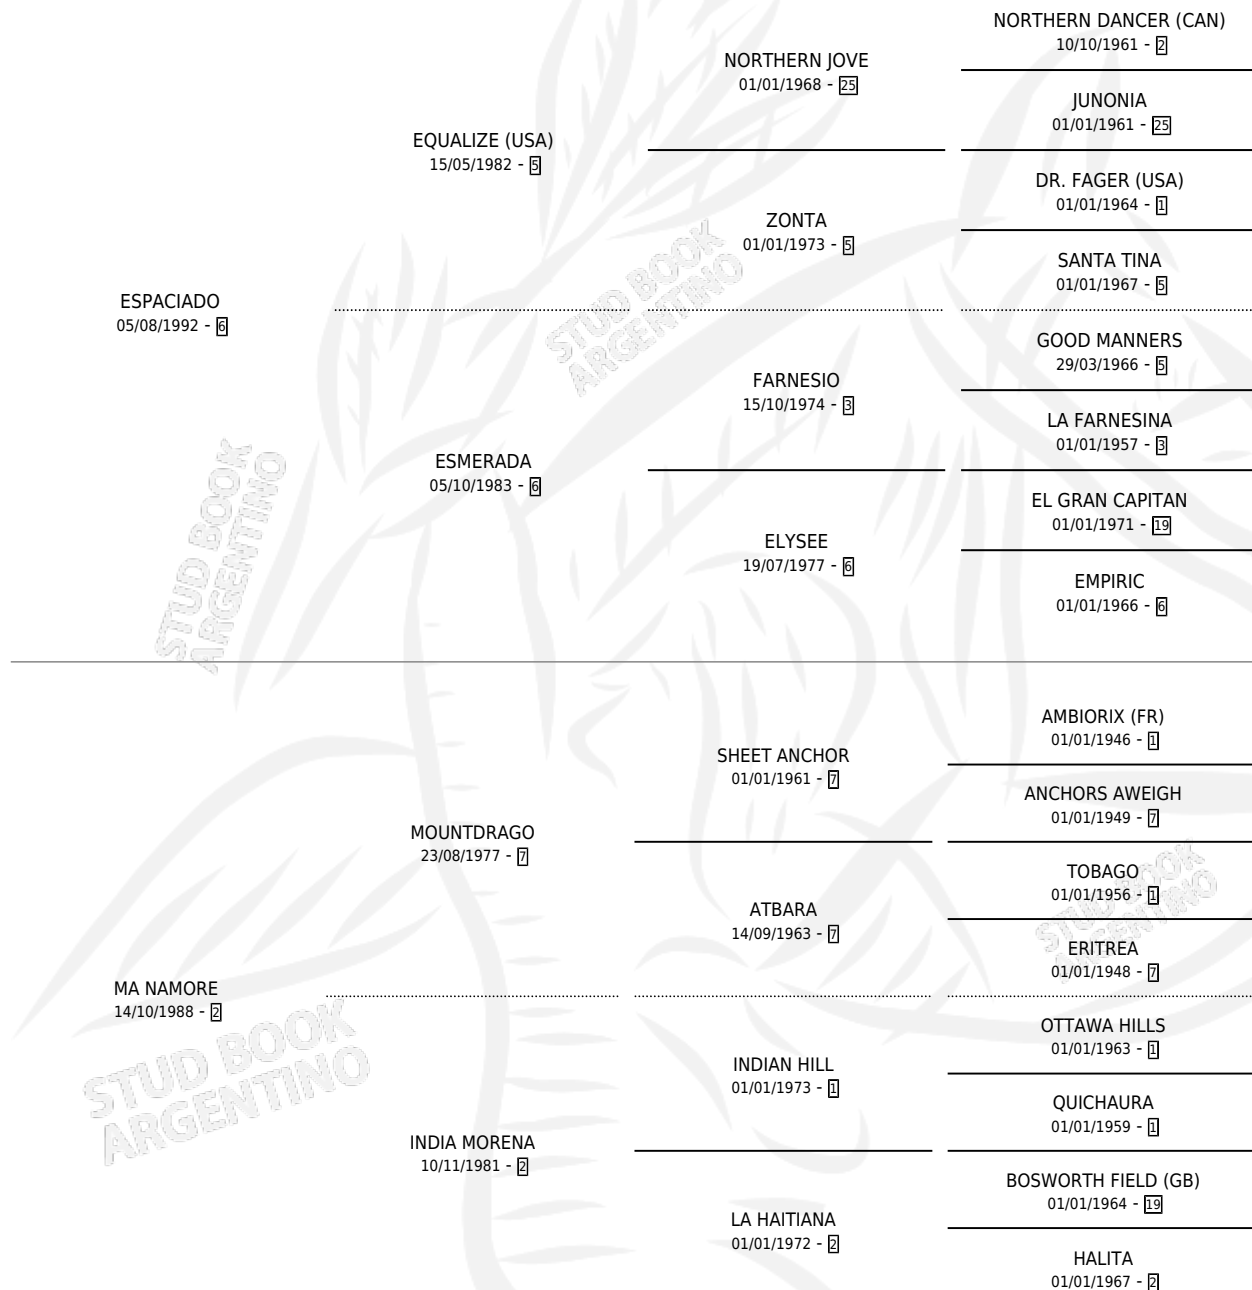 NORTHERN DANCER (CAN)
10/10/1961 - 2
NORTHERN JOVE
01/01/1968 - 25
JUNONIA
01/01/1961 - 25
EQUALIZE (USA)
15/05/1982 - 5
DR. FAGER (USA)
01/01/1964 - 1
ZONTA
01/01/1973 - 5
SANTA TINA
01/01/1967 - 5
STUD BOOK
ARGENTINO
ESPACIADO
05/08/1992 - 6
GOOD MANNERS
29/03/1966 - 5
FARNESIO
15/10/1974 - 3
LA FARNESINA
01/01/1957 - 3
ESMERADA
05/10/1983 - 6
EL GRAN CAPITAN
01/01/1971 - 19
ELYSEE
19/07/1977 - 6
EMPIRIC
01/01/1966 - 6
STUD BOOK
ARGENTINO
AMBIORIX (FR)
01/01/1946 - 1
SHEET ANCHOR
01/01/1961 - 7
ANCHORS AWEIGH
01/01/1949 - 7
MOUNTDRAGO
23/08/1977 - 7
TOBAGO
01/01/1956 - 1
ATBARA
14/09/1963 - 7
ERITREA
01/01/1948 - 7
STUD BOOK
ARGENTINO
MA NAMORE
14/10/1988 - 2
OTTAWA HILLS
01/01/1963 - 1
INDIAN HILL
01/01/1973 - 1
QUICHAURA
01/01/1959 - 1
STUD BOOK
ARGENTINO
INDIA MORENA
10/11/1981 - 2
BOSWORTH FIELD (GB)
01/01/1964 - 19
LA HAITIANA
01/01/1972 - 2
HALITA
01/01/1967 - 2